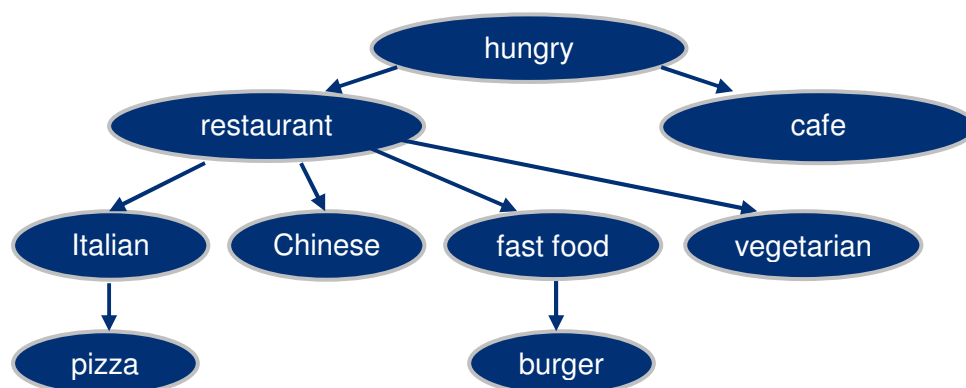 hungry
restaurant
cafe
Italian
Chinese
fast food
vegetarian
pizza
burger